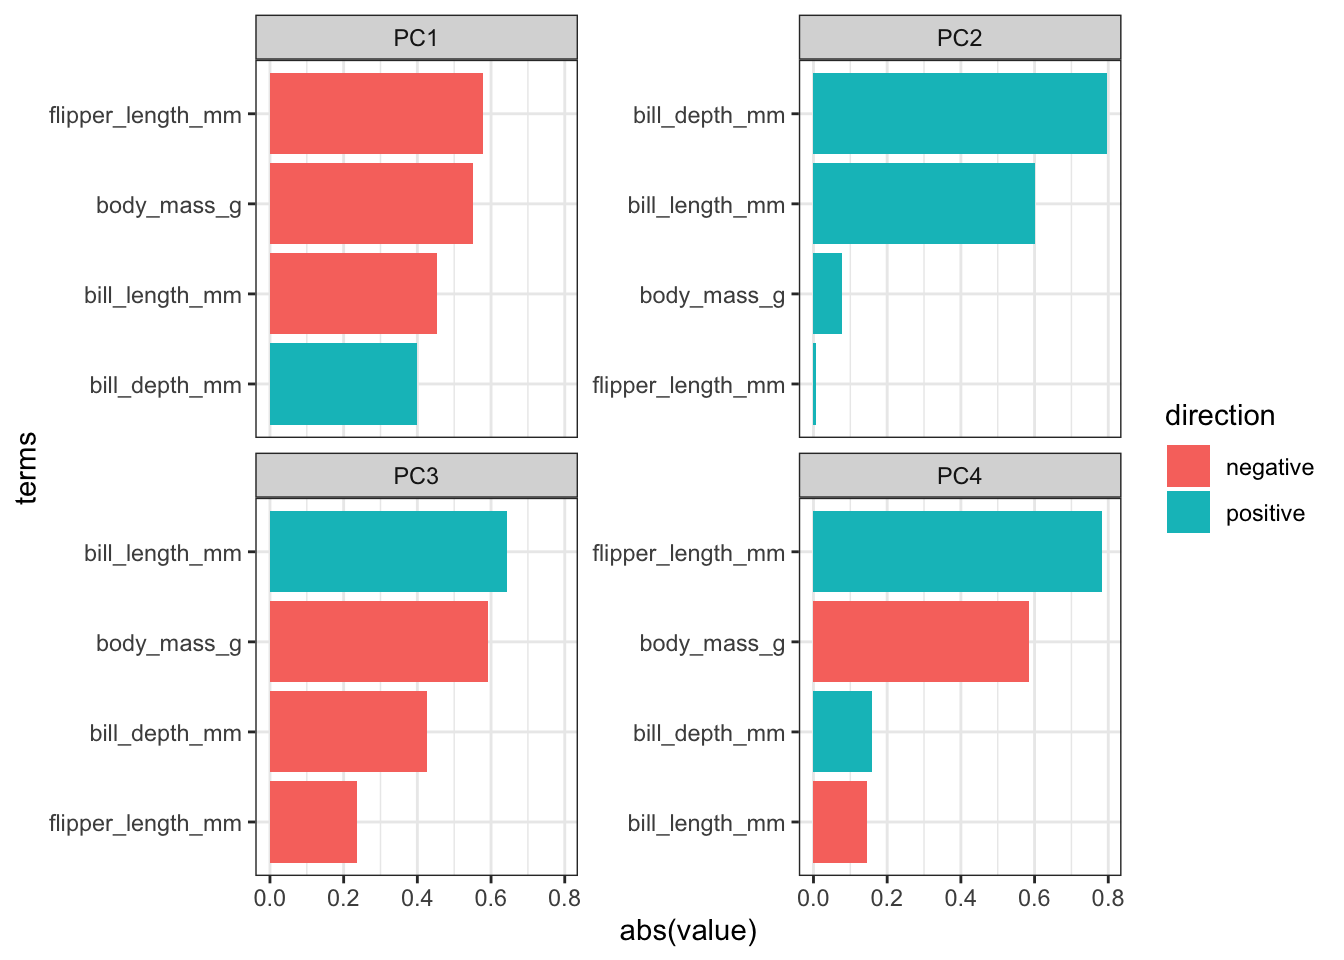 PC1
flipper_length_mm
body_mass_g
bill_length_mm
bill_depth_mm
PC2
bill_depth_mm
bill_length_mm
body_mass_g
flipper_length_mm
PC3
bill_length_mm
body_mass_g
bill_depth_mm
flipper_length_mm
0.0 0.2 0.4 0.6 0.8
PC4
flipper_length_mm
body_mass_g
bill_depth_mm
bill_length_mm
0.0 0.2 0.4 0.6 0.8
terms
abs(value)
direction
negative
positive